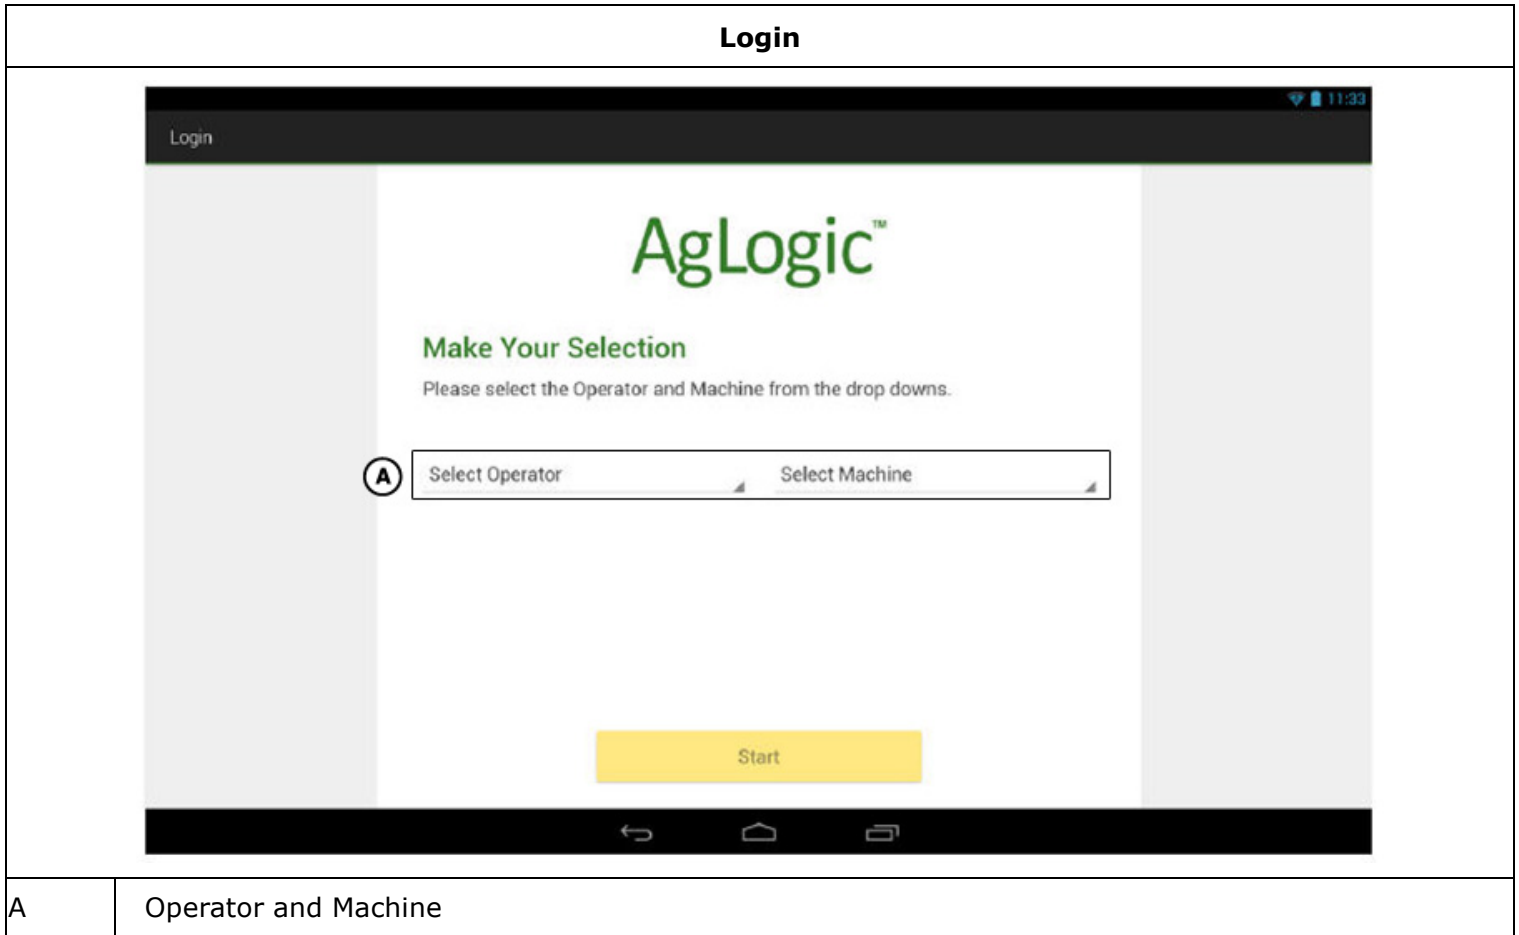 Login
11:33
Login
AgLogic™
Make Your Selection
Please select the Operator and Machine from the drop downs.
A Select Operator Select Machine
Start
A Operator and Machine